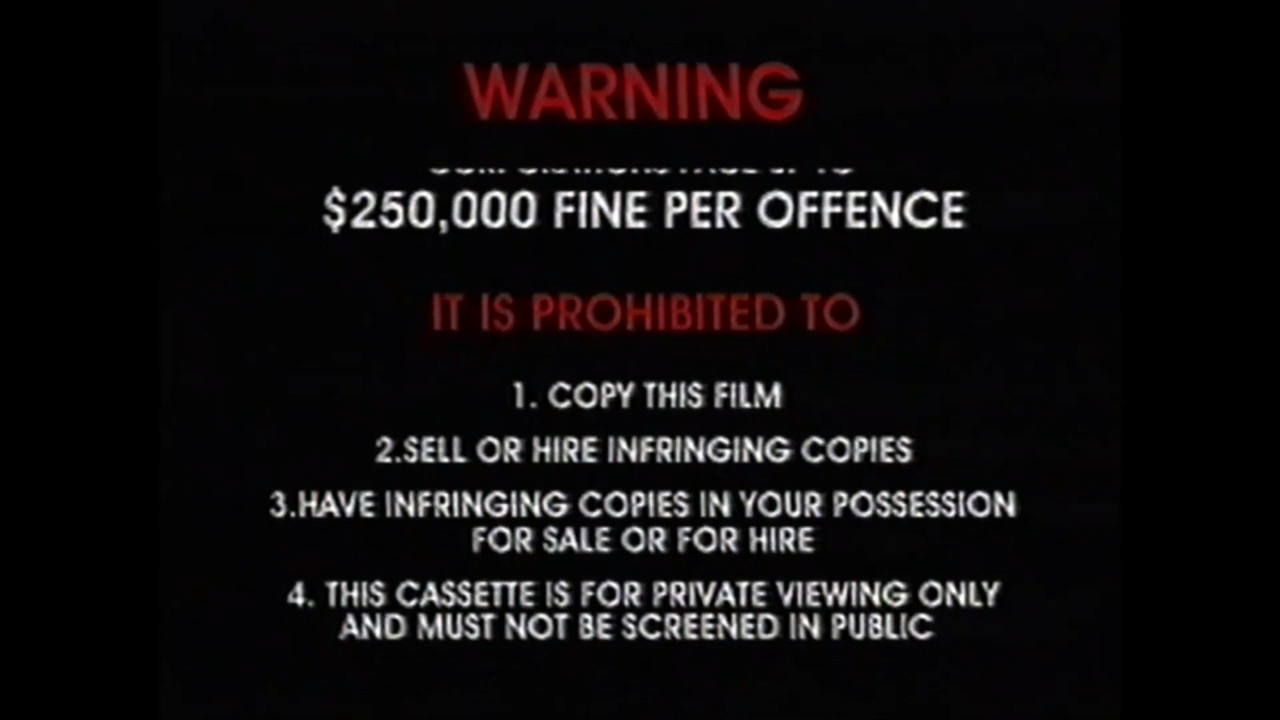 WARNING
$250,000 FINE PER OFFENCE
IT IS PROHIBITED TO
1. COPY THIS FILM
2.SELL OR HIRE INFRINGING COPIES
3.HAVE INFRINGING COPIES IN YOUR POSSESSION
FOR SALE OR FOR HIRE
4. THIS CASSETTE IS FOR PRIVATE VIEWING ONLY
AND MUST NOT BE SCREENED IN PUBLIC